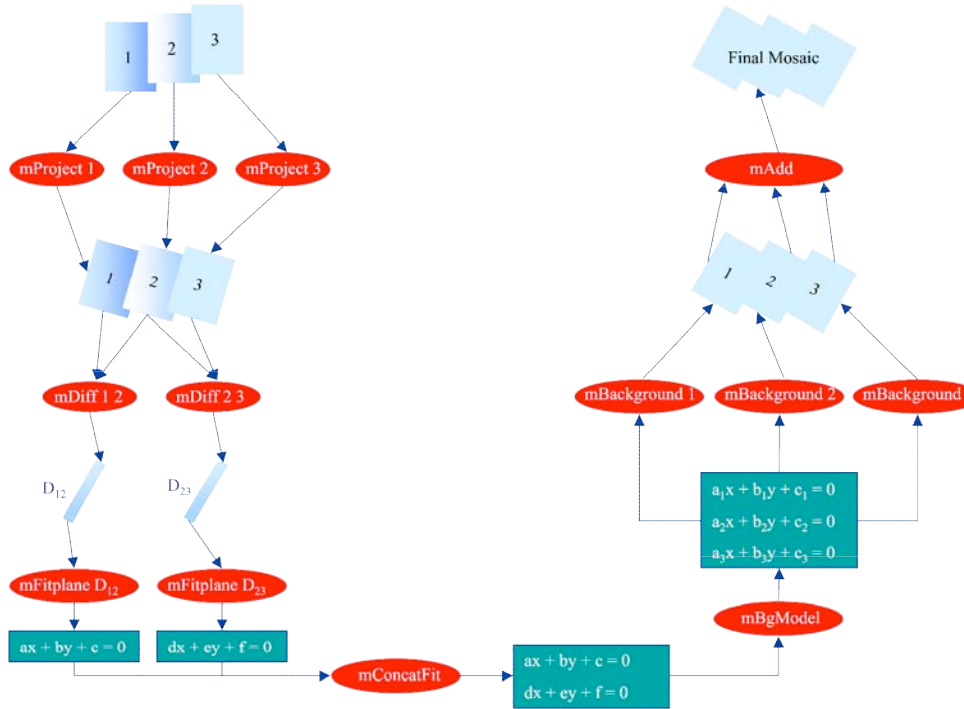 1
2
3
mProject 1
mProject 2
mProject 3
1
2
3
mDiff 1 2
mDiff 2 3
D₁₂
D₂₃
mFitplane D₁₂
mFitplane D₂₃
ax + by + c = 0
dx + ey + f = 0
mConcatFit
ax + by + c = 0
dx + ey + f = 0
mBgModel
a₁x + b₁y + c₁ = 0
a₂x + b₂y + c₂ = 0
a₃x + b₃y + c₃ = 0
mBackground 1
mBackground 2
mBackground
1
2
3
mAdd
Final Mosaic